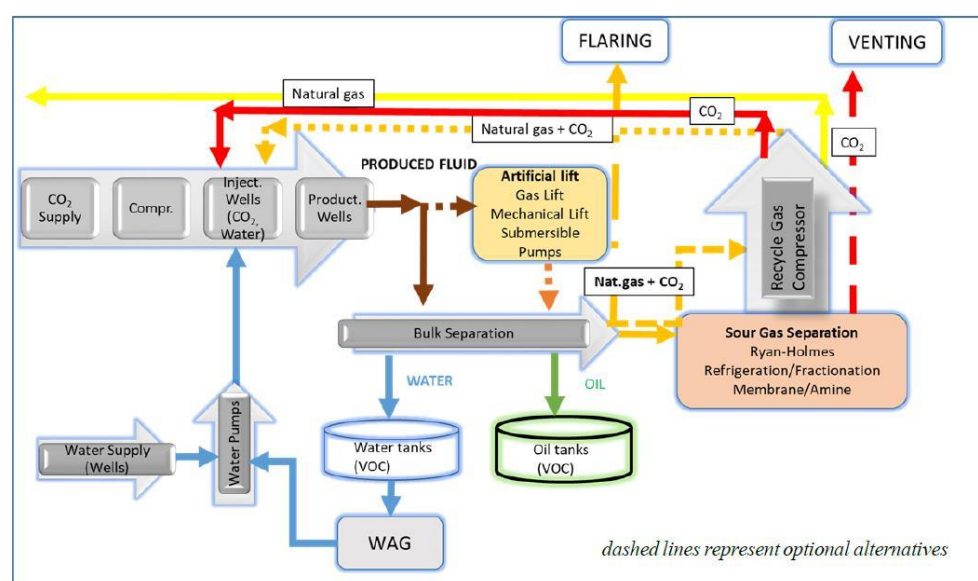 FLARING
VENTING
Natural gas
CO2
Natural gas + CO2
CO2
PRODUCED FLUID
CO2
Supply
Compr.
Inject.
Wells
(CO2,
Water)
Product.
Wells
Artificial lift
Gas Lift
Mechanical Lift
Submersible
Pumps
Recycle Gas
Compressor
Nat.gas + CO2
Bulk Separation
Sour Gas Separation
Ryan-Holmes
Refrigeration/Fractionation
Membrane/Amine
WATER
OIL
Water Supply
(Wells)
Water Pumps
Water tanks
(VOC)
Oil tanks
(VOC)
WAG
dashed lines represent optional alternatives